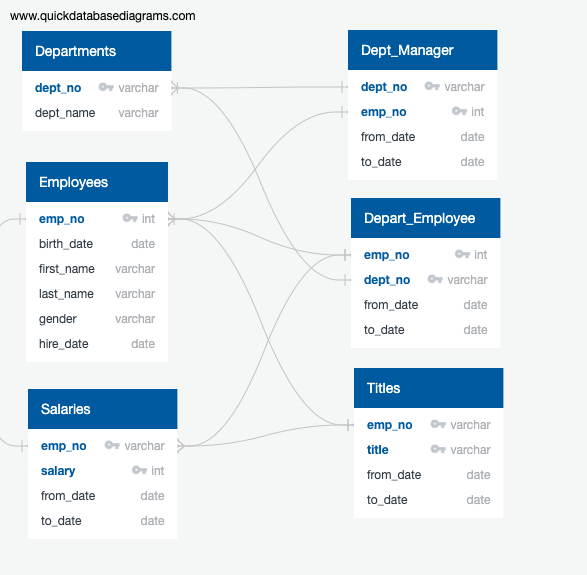 www.quickdatabasediagrams.com
Departments
dept_no varchar
dept_name varchar
Employees
emp_no int
birth_date date
first_name varchar
last_name varchar
gender varchar
hire_date date
Salaries
emp_no varchar
salary int
from_date date
to_date date
Dept_Manager
dept_no varchar
emp_no int
from_date date
to_date date
Depart_Employee
emp_no int
dept_no varchar
from_date date
to_date date
Titles
emp_no varchar
title varchar
from_date date
to_date date